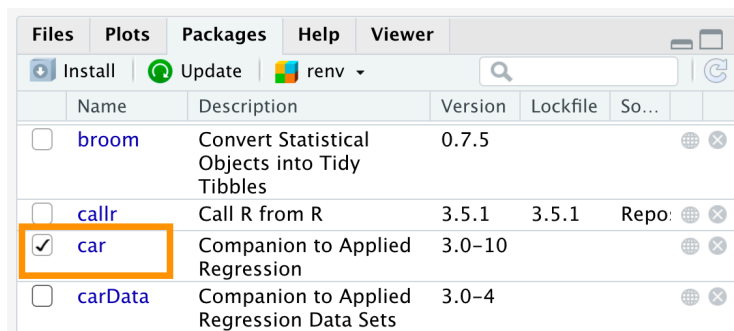 Files Plots Packages Help Viewer
Install Update renv
Name Description Version Lockfile So...
broom Convert Statistical 0.7.5
Objects into Tidy
Tibbles
callr Call R from R 3.5.1 3.5.1 Repo
car Companion to Applied 3.0-10
Regression
carData Companion to Applied 3.0-4
Regression Data Sets